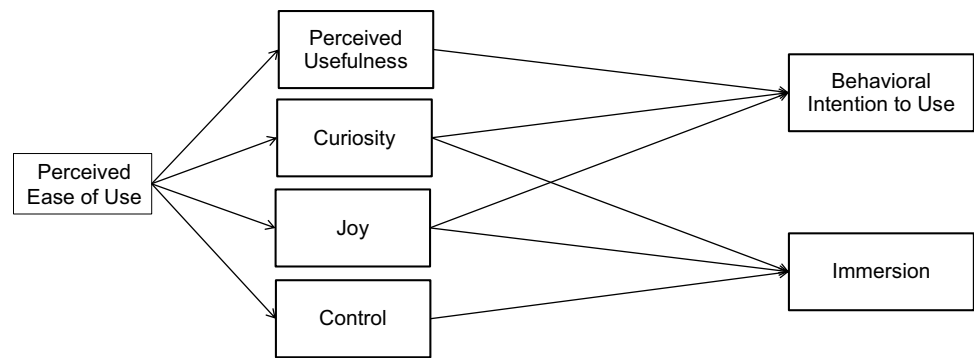 Perceived
Usefulness
Behavioral
Intention to Use
Curiosity
Perceived
Ease of Use
Joy
Immersion
Control